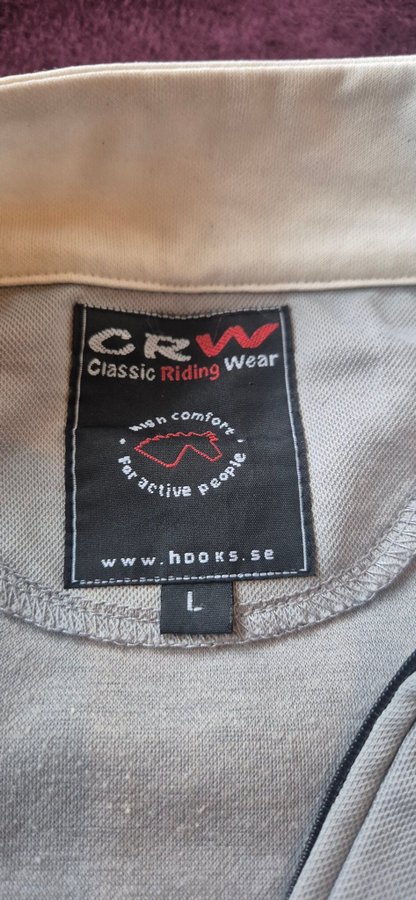 CRW
Classic Riding Wear
High comfort
For active people
www.hooks.se
L